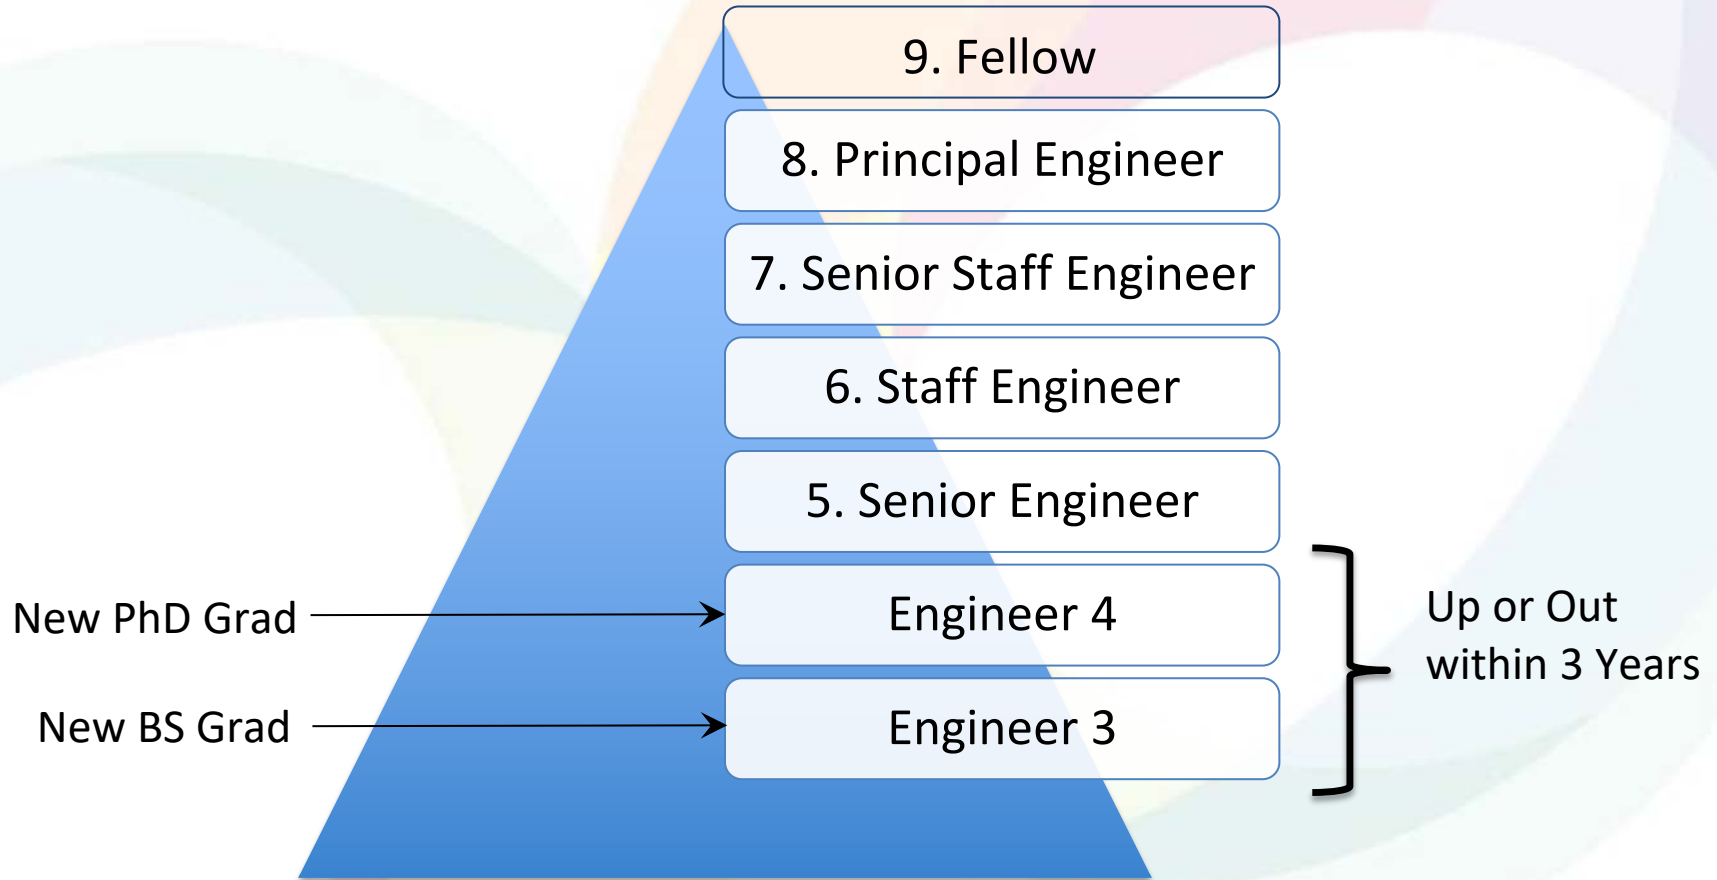 9. Fellow
8. Principal Engineer
7. Senior Staff Engineer
6. Staff Engineer
5. Senior Engineer
New PhD Grad
Engineer 4
New BS Grad
Engineer 3
Up or Out
within 3 Years